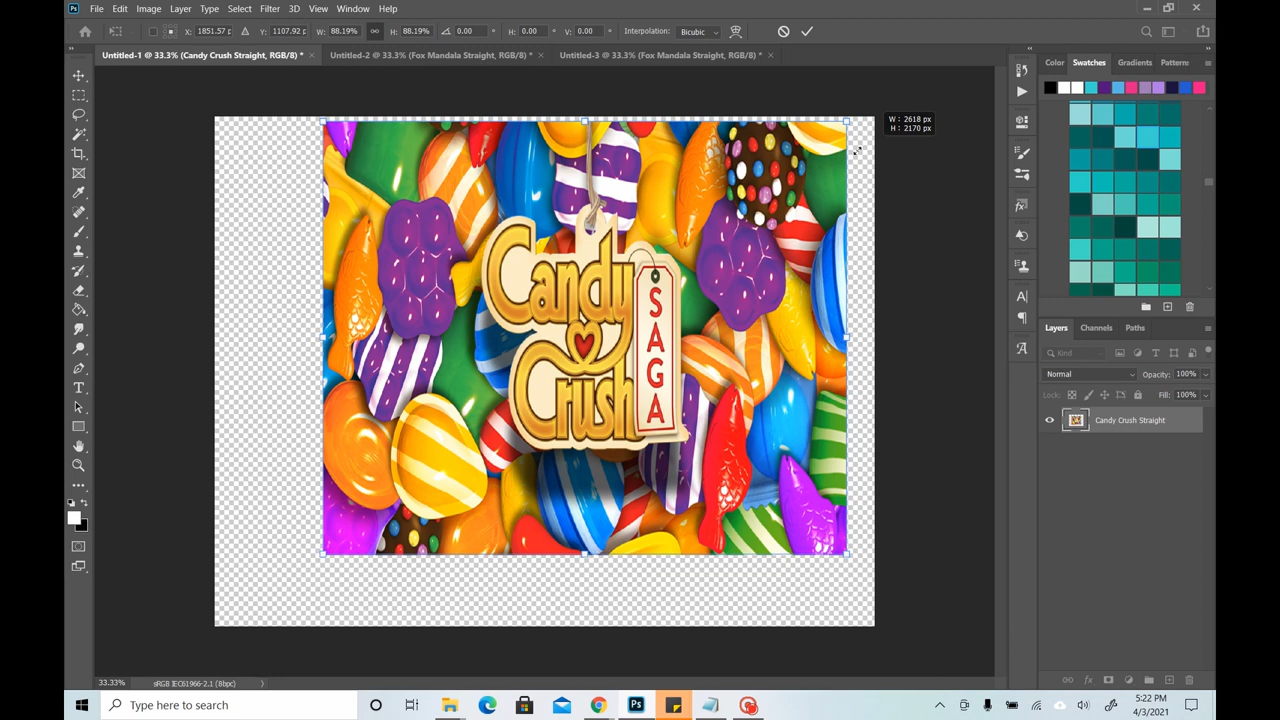 Ps File Edit Image Layer Type Select Filter 3D View Window Help
X: 1851.57 p Y: 1107.92 p W: 88.19% H: 88.19% 0.00 ° H: 0.00 ° V: 0.00 ° Interpolation: Bicubic
Untitled-1 @ 33.3% (Candy Crush Straight, RGB/8) * × Untitled-2 @ 33.3% (Fox Mandala Straight, RGB/8) * × Untitled-3 @ 33.3% (Fox Mandala Straight, RGB/8) * ×
Color Swatches Gradients Pattern:
W : 2618 px
H : 2170 px
Candy
Crush
SAGA
Layers Channels Paths
Kind
Normal Opacity: 100%
Lock: Fill: 100%
Candy Crush Straight
33.33% sRGB IEC61966-2.1 (8bpc)
Type here to search
Ps
5:22 PM
4/3/2021